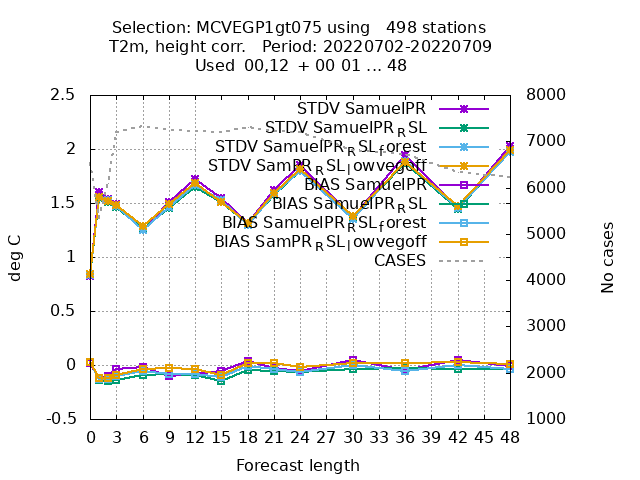 Selection: MCVEGP1gt075 using   498 stations
T2m, height corr.   Period: 20220702-20220709
Used  00,12  + 00 01 ... 48
2.5
2
1.5
1
0.5
0
-0.5
8000
7000
6000
5000
4000
3000
2000
1000
deg C
No cases
STDV SamuelPR
STDV SamuelPR_RSL
STDV SamuelPR_RSL_forest
STDV SamPR_RSL_lowvegoff
BIAS SamuelPR
BIAS SamuelPR_RSL
BIAS SamuelPR_RSL_forest
BIAS SamPR_RSL_lowvegoff
CASES
0 3 6 9 12 15 18 21 24 27 30 33 36 39 42 45 48
Forecast length